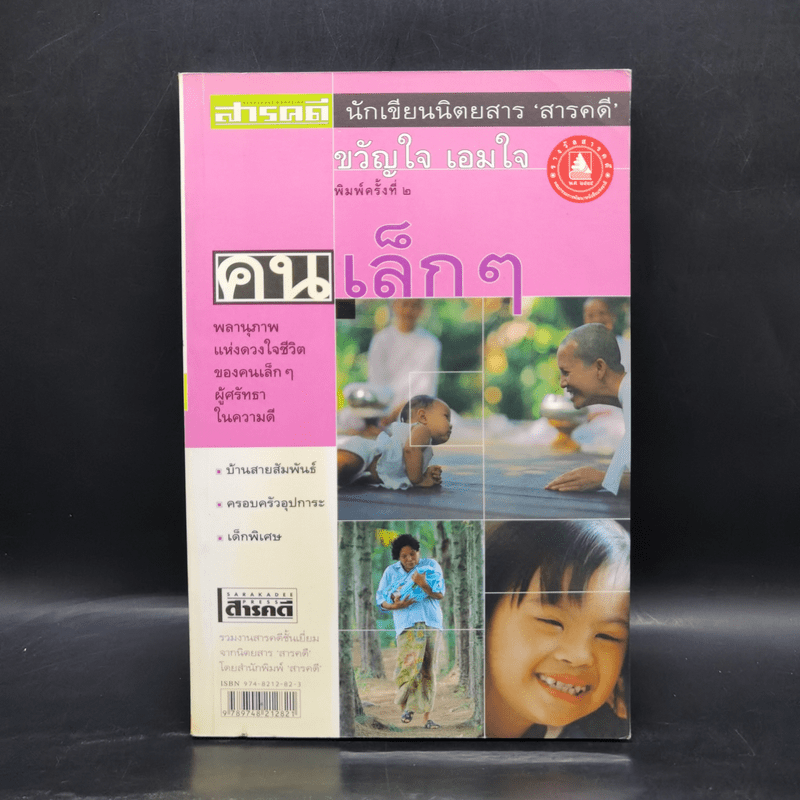 สารคดี
นักเขียนนิตยสาร ‘สารคดี’
ขวัญใจ เอมใจ
พิมพ์ครั้งที่ ๒
คนเล็ก ๆ
พลานุภาพ
แห่งดวงใจชีวิต
ของคนเล็ก ๆ
ผู้ศรัทธา
ในความดี
บ้านสายสัมพันธ์
ครอบครัวอุปการะ
เด็กพิเศษ
SARAKADEE
PRESS
สารคดี
รวมงานสารคดีชั้นเยี่ยม
จากนิตยสาร ‘สารคดี’
โดยสำนักพิมพ์ ‘สารคดี’
ISBN 974-8212-82-1
9 789748 212821